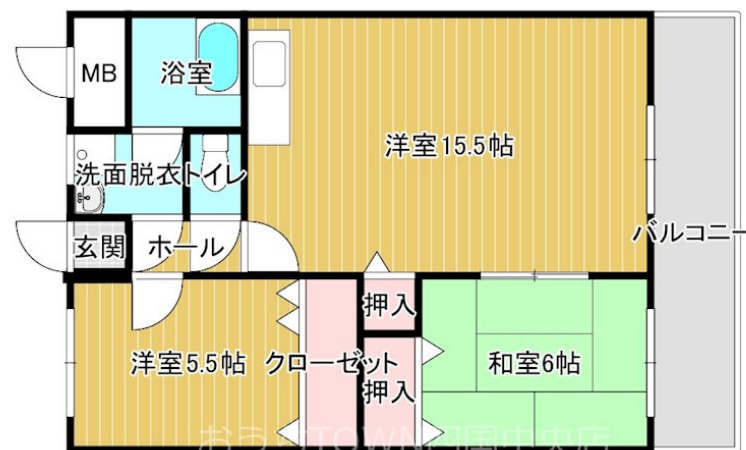 MB
浴室
洋室15.5帖
洗面脱衣
トイレ
バルコニー
玄関
ホール
押入
洋室5.5帖
クローゼット
押入
和室6帖